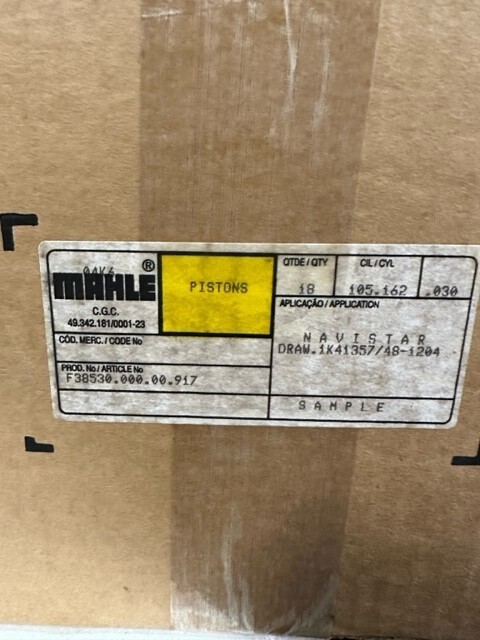 04K6
MAHLE®
C.G.C.
49.342.181/0001-23
PISTONS
QTDE / QTY
18
CIL / CYL
105.162
.030
APLICAÇÃO / APPLICATION
NAVISTAR
DRAW.1K41357/48-1204
CÓD. MERC. / CODE No
PROD. No / ARTICLE No
F38530.000.00.917
SAMPLE